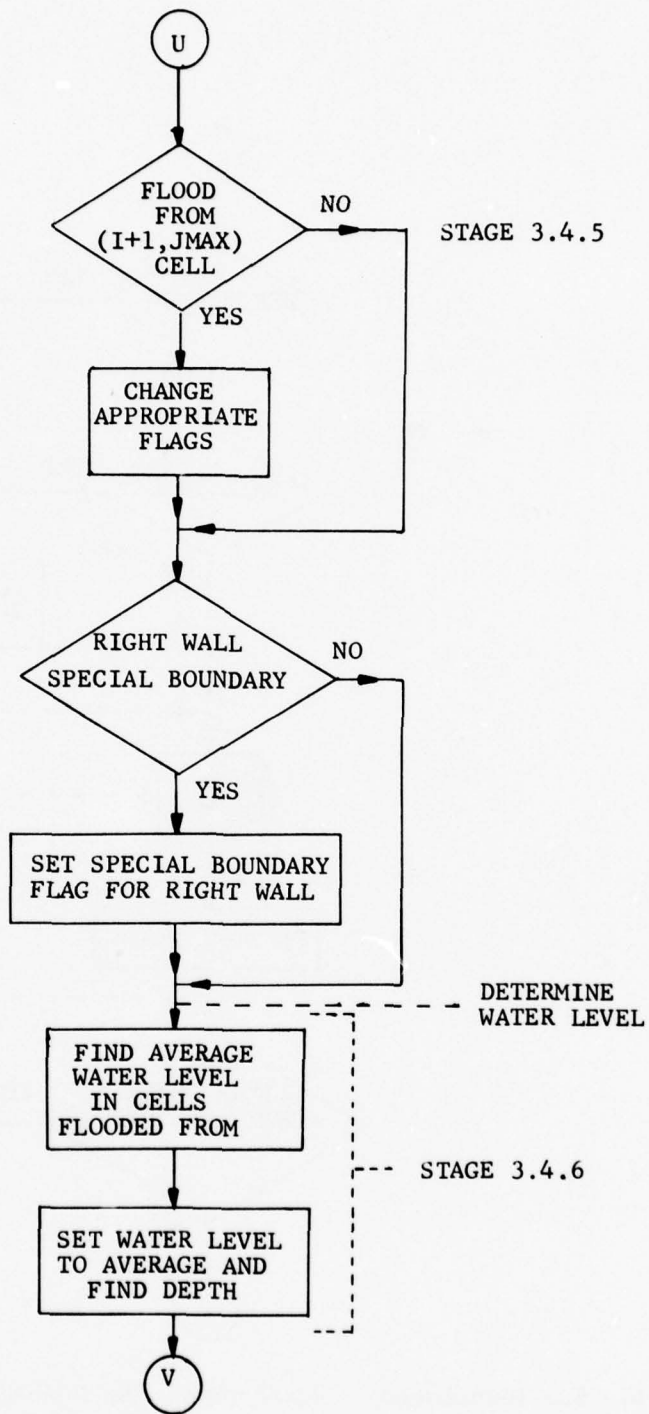 U
FLOOD
FROM
(I+1,JMAX)
CELL
NO
STAGE 3.4.5
YES
CHANGE
APPROPRIATE
FLAGS
RIGHT WALL
SPECIAL BOUNDARY
NO
YES
SET SPECIAL BOUNDARY
FLAG FOR RIGHT WALL
DETERMINE
WATER LEVEL
FIND AVERAGE
WATER LEVEL
IN CELLS
FLOODED FROM
STAGE 3.4.6
SET WATER LEVEL
TO AVERAGE AND
FIND DEPTH
V